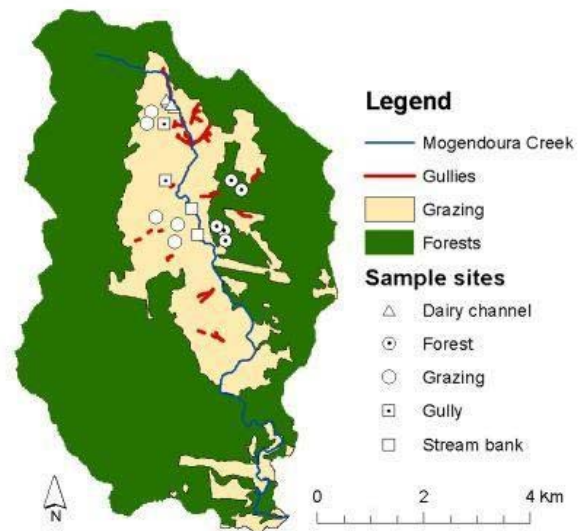 Legend
Mogendoura Creek
Gullies
Grazing
Forests
Sample sites
Dairy channel
Forest
Grazing
Gully
Stream bank
N
0 2 4 Km